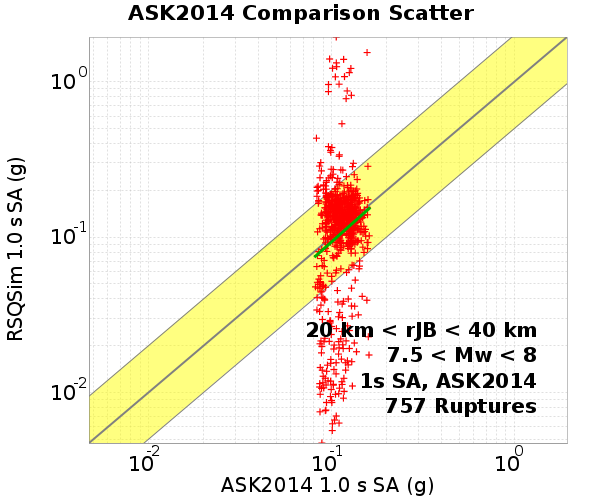 ASK2014 Comparison Scatter
RSQSim 1.0 s SA (g)
10^0
10^-1
10^-2
20 km < rJB < 40 km
7.5 < Mw < 8
1s SA, ASK2014
757 Ruptures
10^-2 10^-1 10^0
ASK2014 1.0 s SA (g)